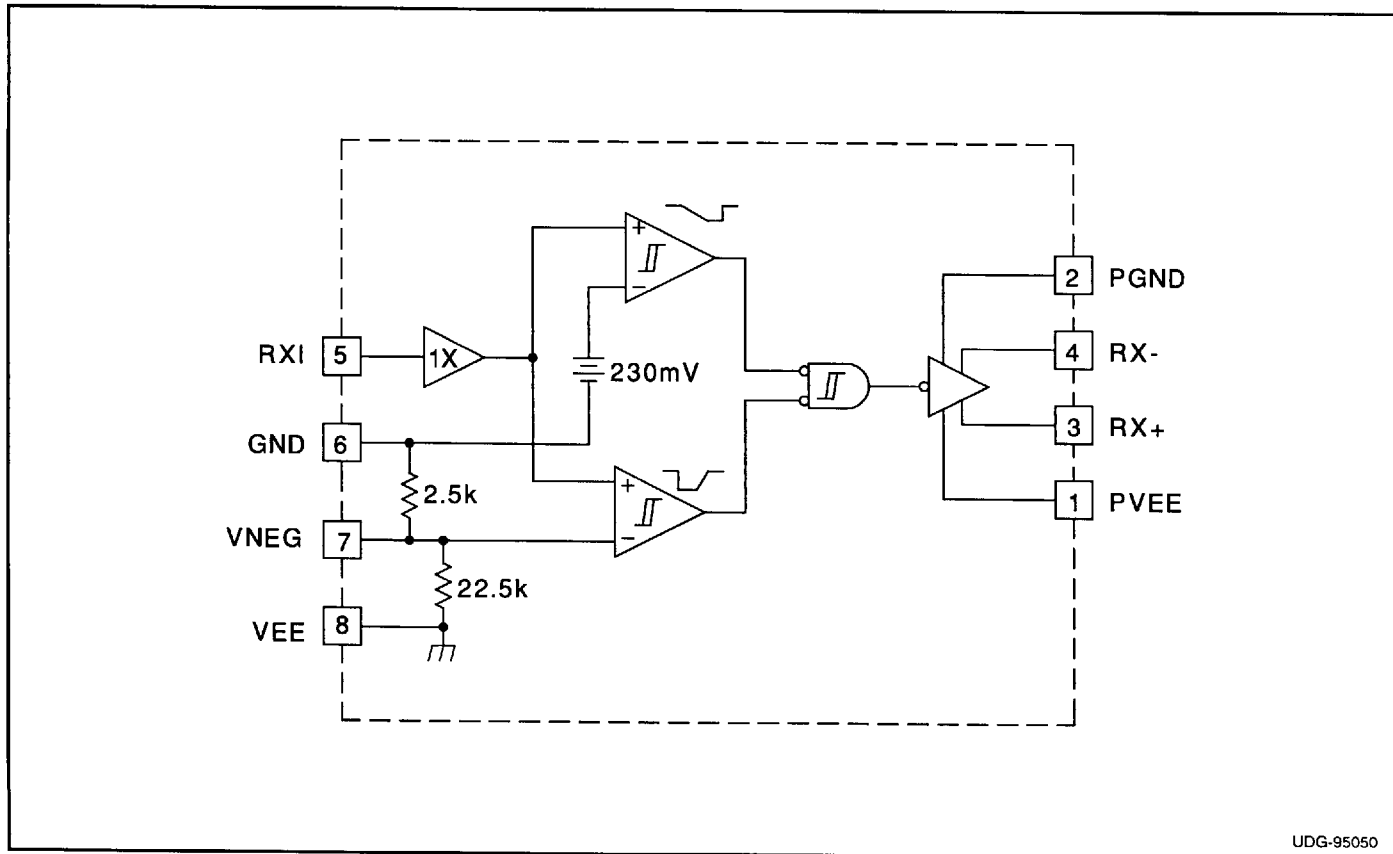 +
−
2 PGND
RXI 5
1X
230mV
4 RX-
GND 6
3 RX+
2.5k
+
−
1 PVEE
VNEG 7
22.5k
VEE 8
UDG-95050